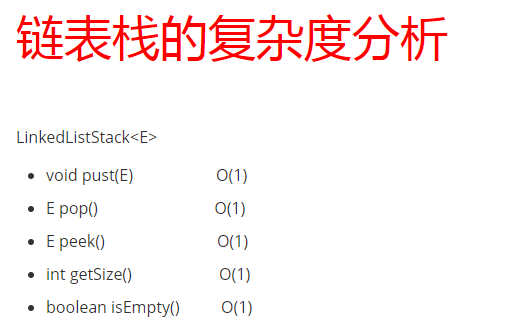 链表栈的复杂度分析
LinkedListStack<E>
• void pust(E) O(1)
• E pop() O(1)
• E peek() O(1)
• int getSize() O(1)
• boolean isEmpty() O(1)